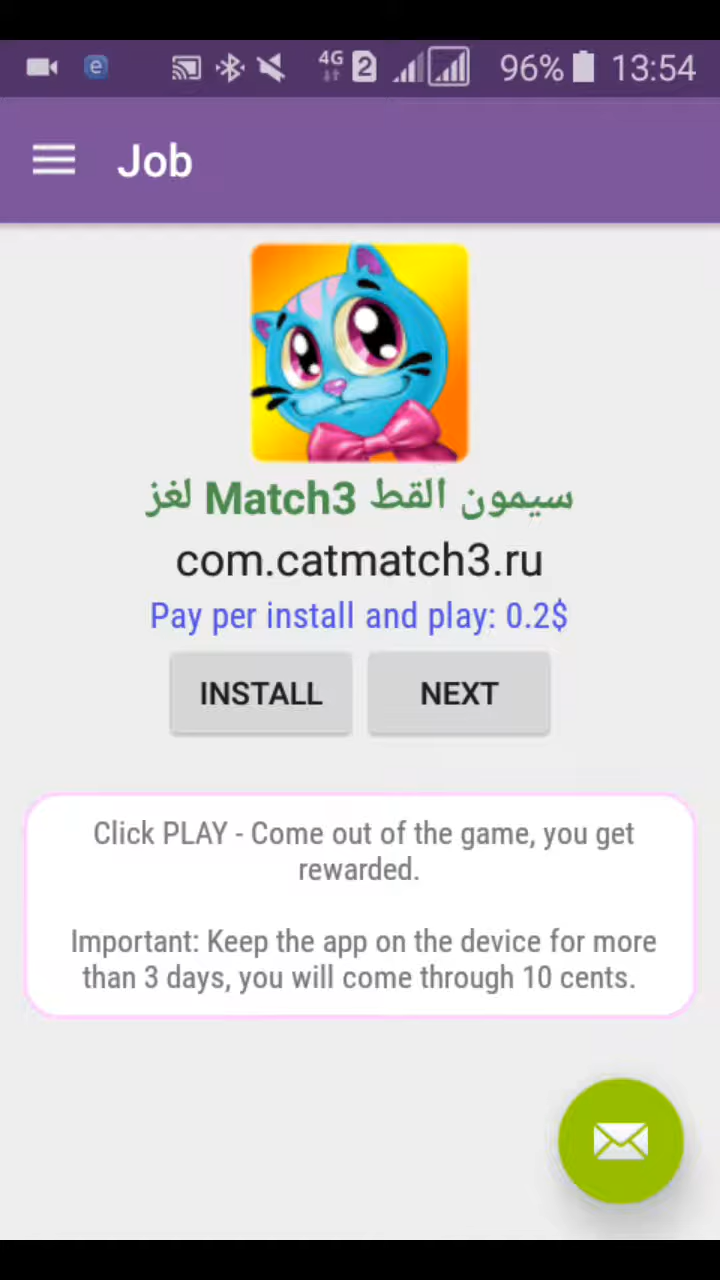 4G 2 96% 13:54
Job
سيمون القط Match3 لغز
com.catmatch3.ru
Pay per install and play: 0.2$
INSTALL NEXT
Click PLAY - Come out of the game, you get
rewarded.
Important: Keep the app on the device for more
than 3 days, you will come through 10 cents.